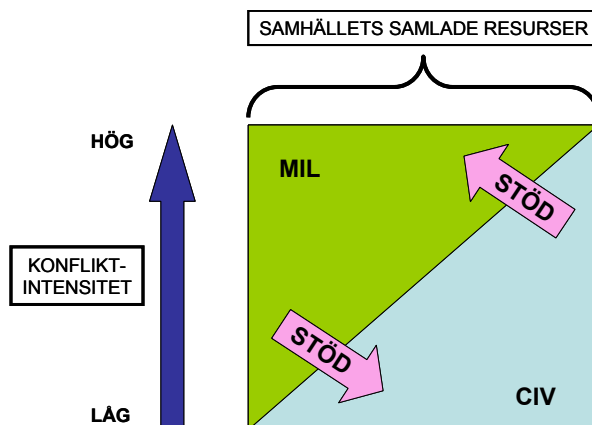 SAMHÄLLETS SAMLADE RESURSER
HÖG
MIL
STÖD
KONFLIKT-
INTENSITET
STÖD
CIV
LÅG